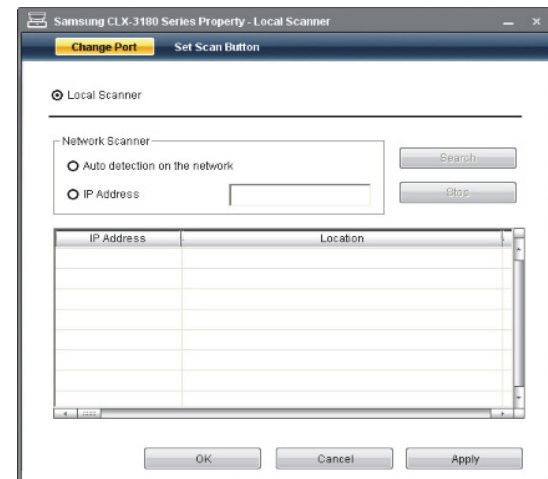 Samsung CLX-3180 Series Property - Local Scanner
Change Port Set Scan Button
Local Scanner
Network Scanner
Auto detection on the network
Search
IP Address
Stop
IP Address Location
OK Cancel Apply